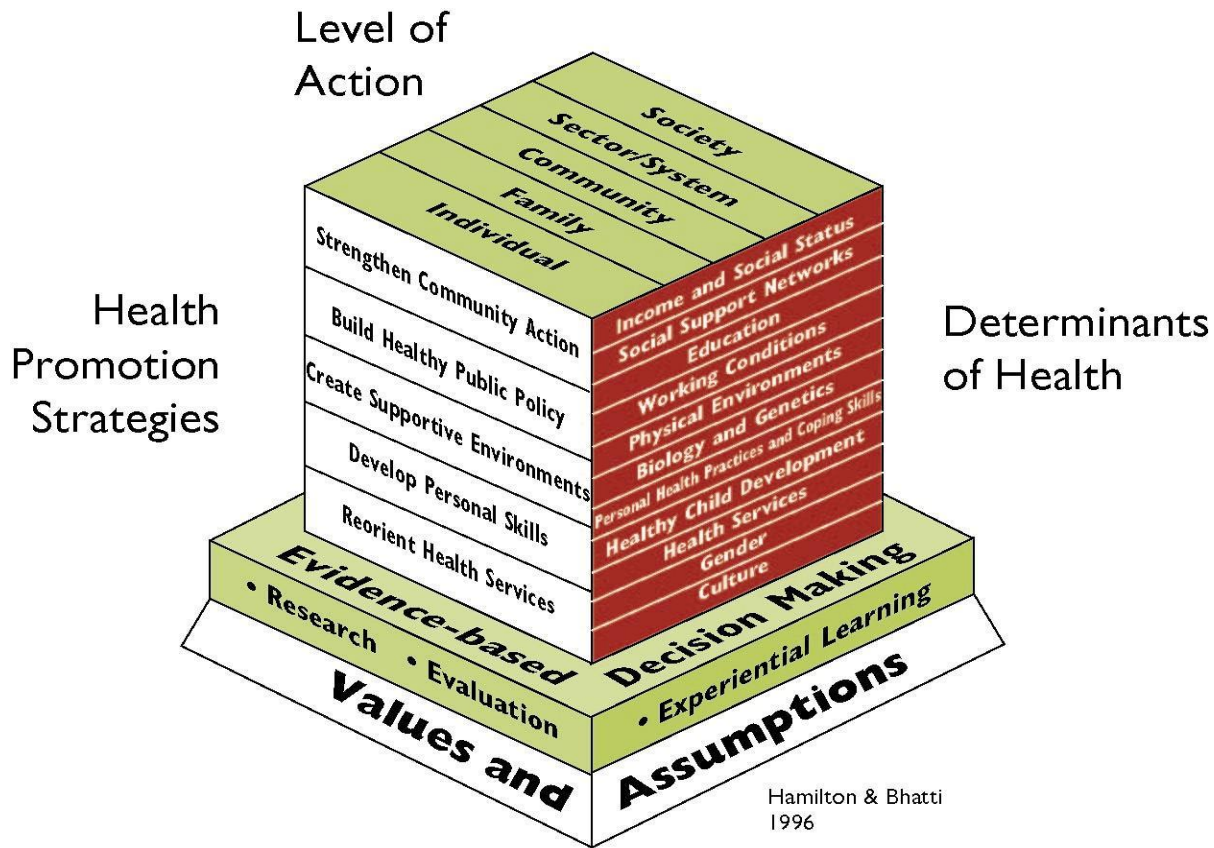 Level of
Action
Society
Sector/System
Community
Family
Individual
Health
Promotion
Strategies
Strengthen Community Action
Build Healthy Public Policy
Create Supportive Environments
Develop Personal Skills
Reorient Health Services
Determinants
of Health
Income and Social Status
Social Support Networks
Education
Working Conditions
Physical Environments
Biology and Genetics
Personal Health Practices and Coping Skills
Healthy Child Development
Health Services
Gender
Culture
Evidence-based Decision Making
• Research • Evaluation • Experiential Learning
Values and Assumptions
Hamilton & Bhatti
1996